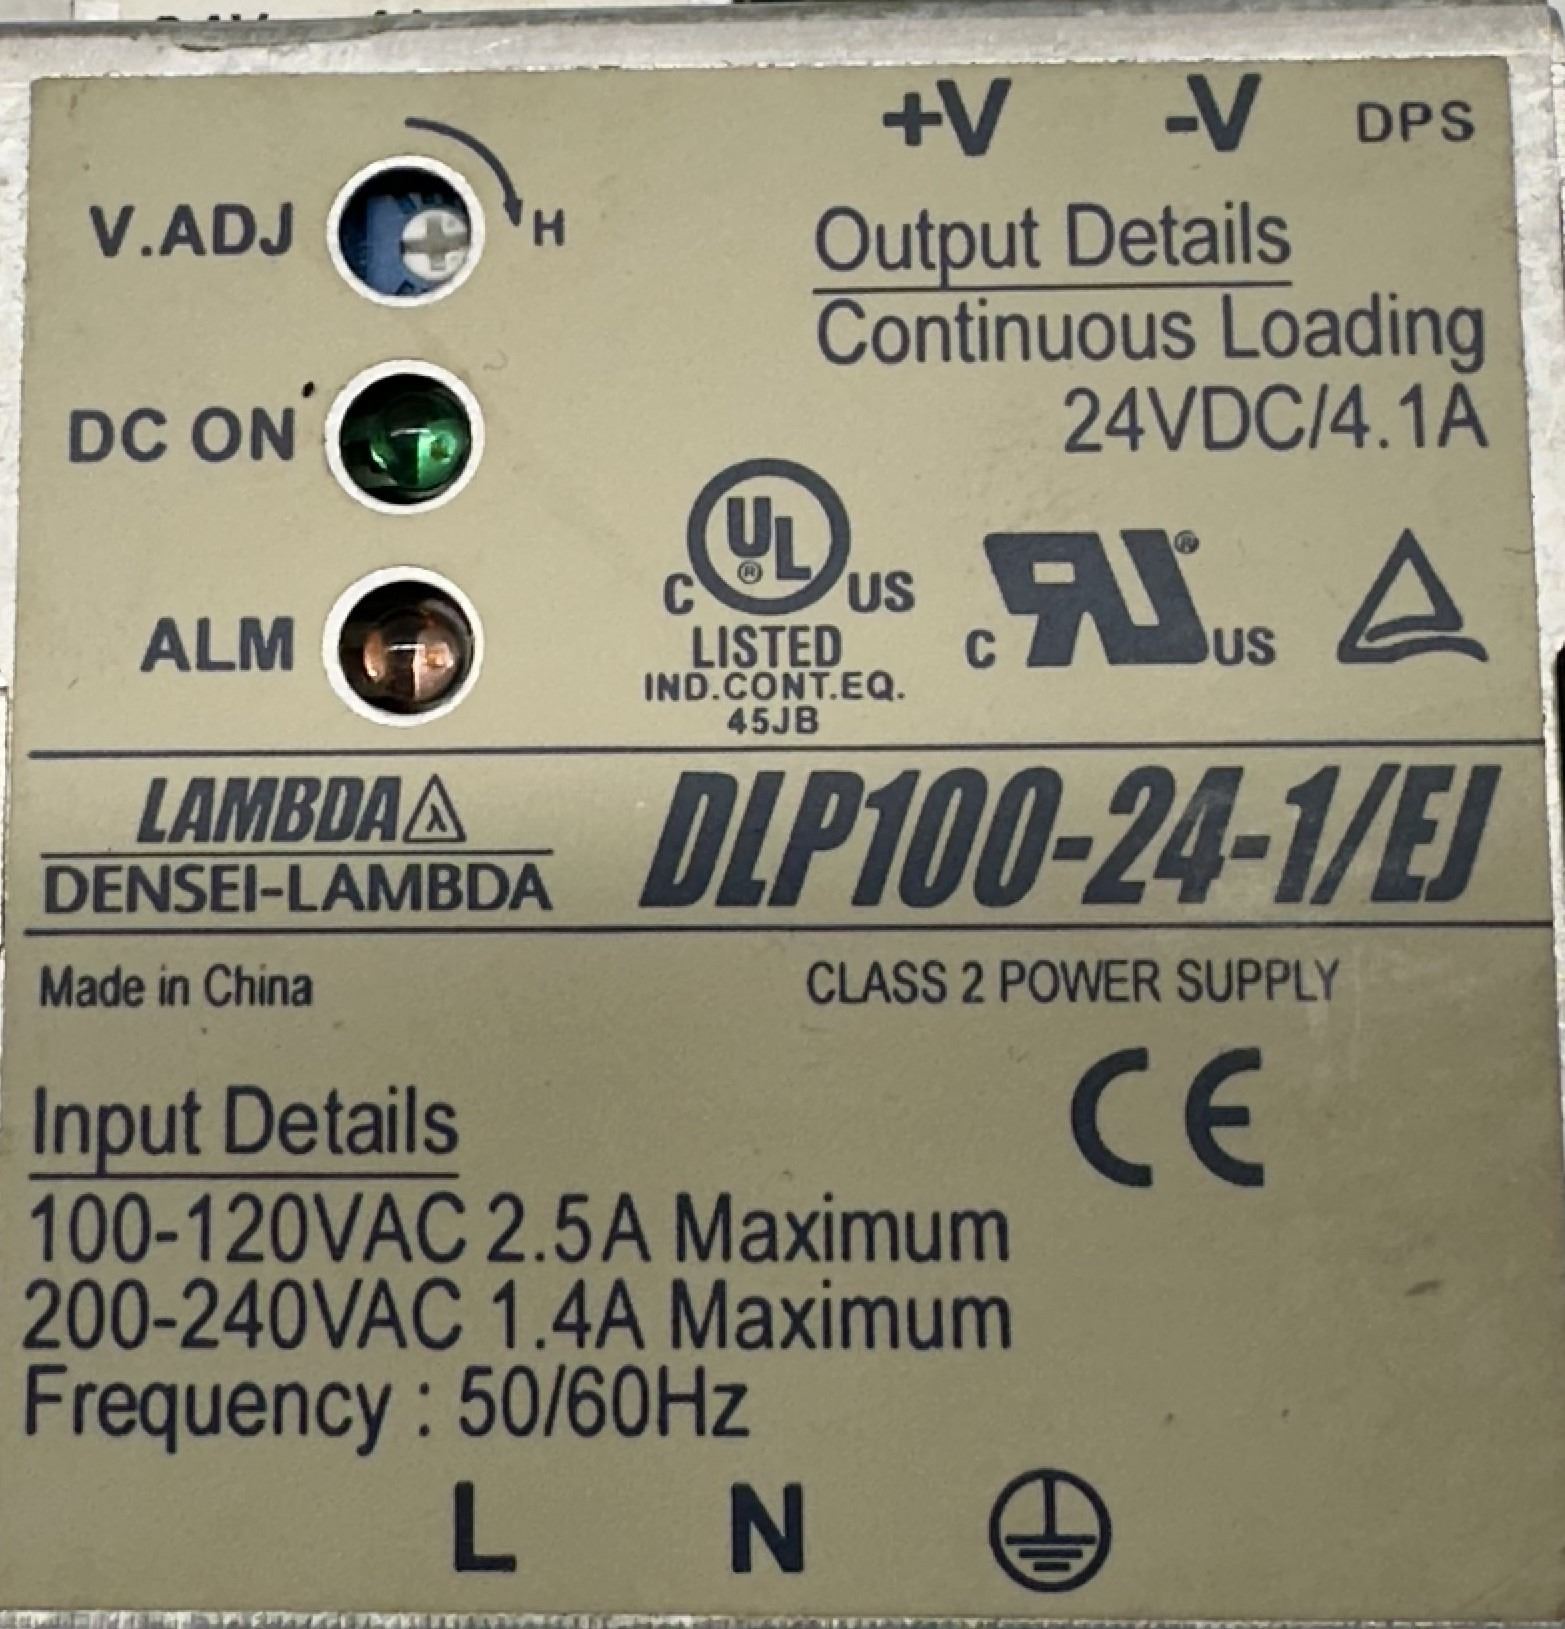 +V -V DPS
V.ADJ H
Output Details
Continuous Loading
24VDC/4.1A
DC ON
UL ®
C US
LISTED
IND.CONT.EQ.
45JB
C RU ® US
ALM
LAMBDA λ
DENSEI-LAMBDA
DLP100-24-1/EJ
Made in China
CLASS 2 POWER SUPPLY
CE
Input Details
100-120VAC 2.5A Maximum
200-240VAC 1.4A Maximum
Frequency : 50/60Hz
L N